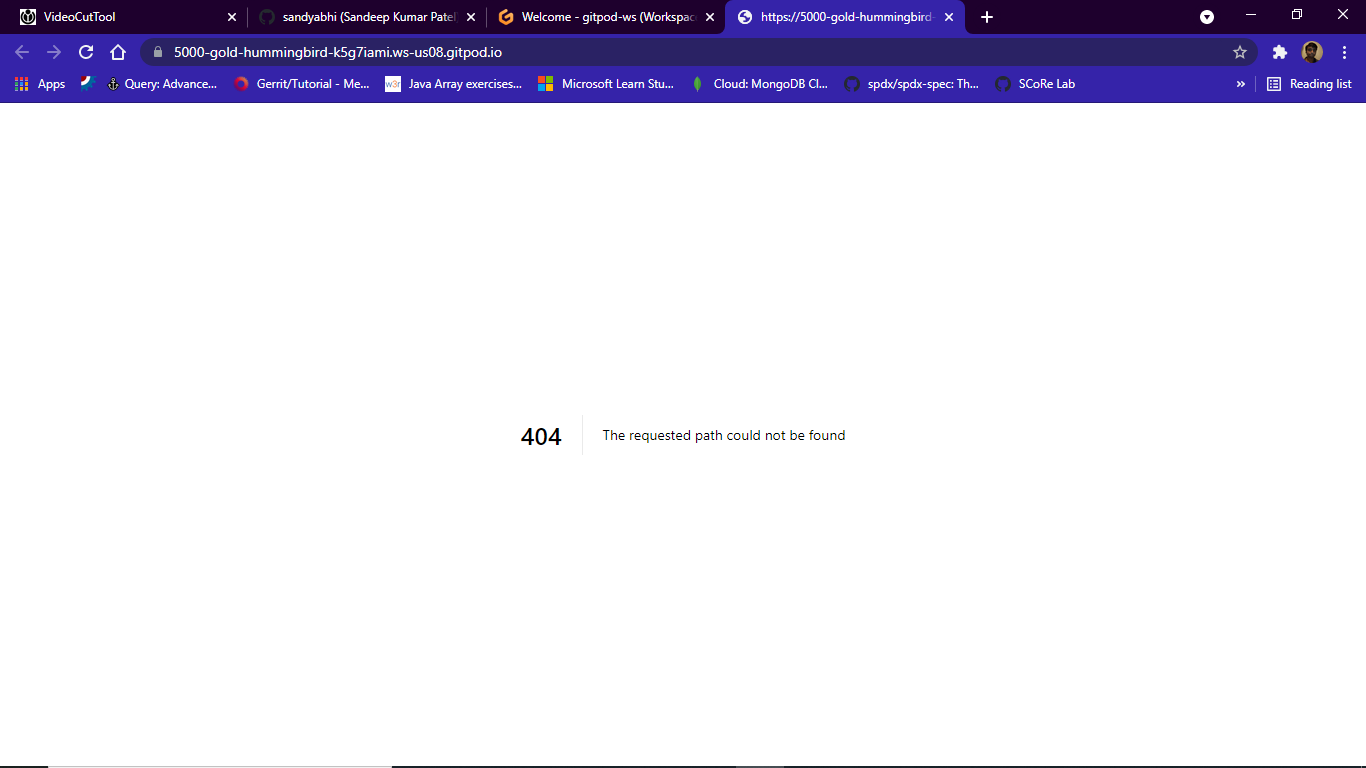 VideoCutTool
sandyabhi (Sandeep Kumar Patel)
Welcome - gitpod-ws (Workspac
https://5000-gold-hummingbird-
5000-gold-hummingbird-k5g7iami.ws-us08.gitpod.io
Apps
Query: Advance...
Gerrit/Tutorial - Me...
w3r
Java Array exercises...
Microsoft Learn Stu...
Cloud: MongoDB Cl...
spdx/spdx-spec: Th...
SCoRe Lab
»
Reading list
404
The requested path could not be found